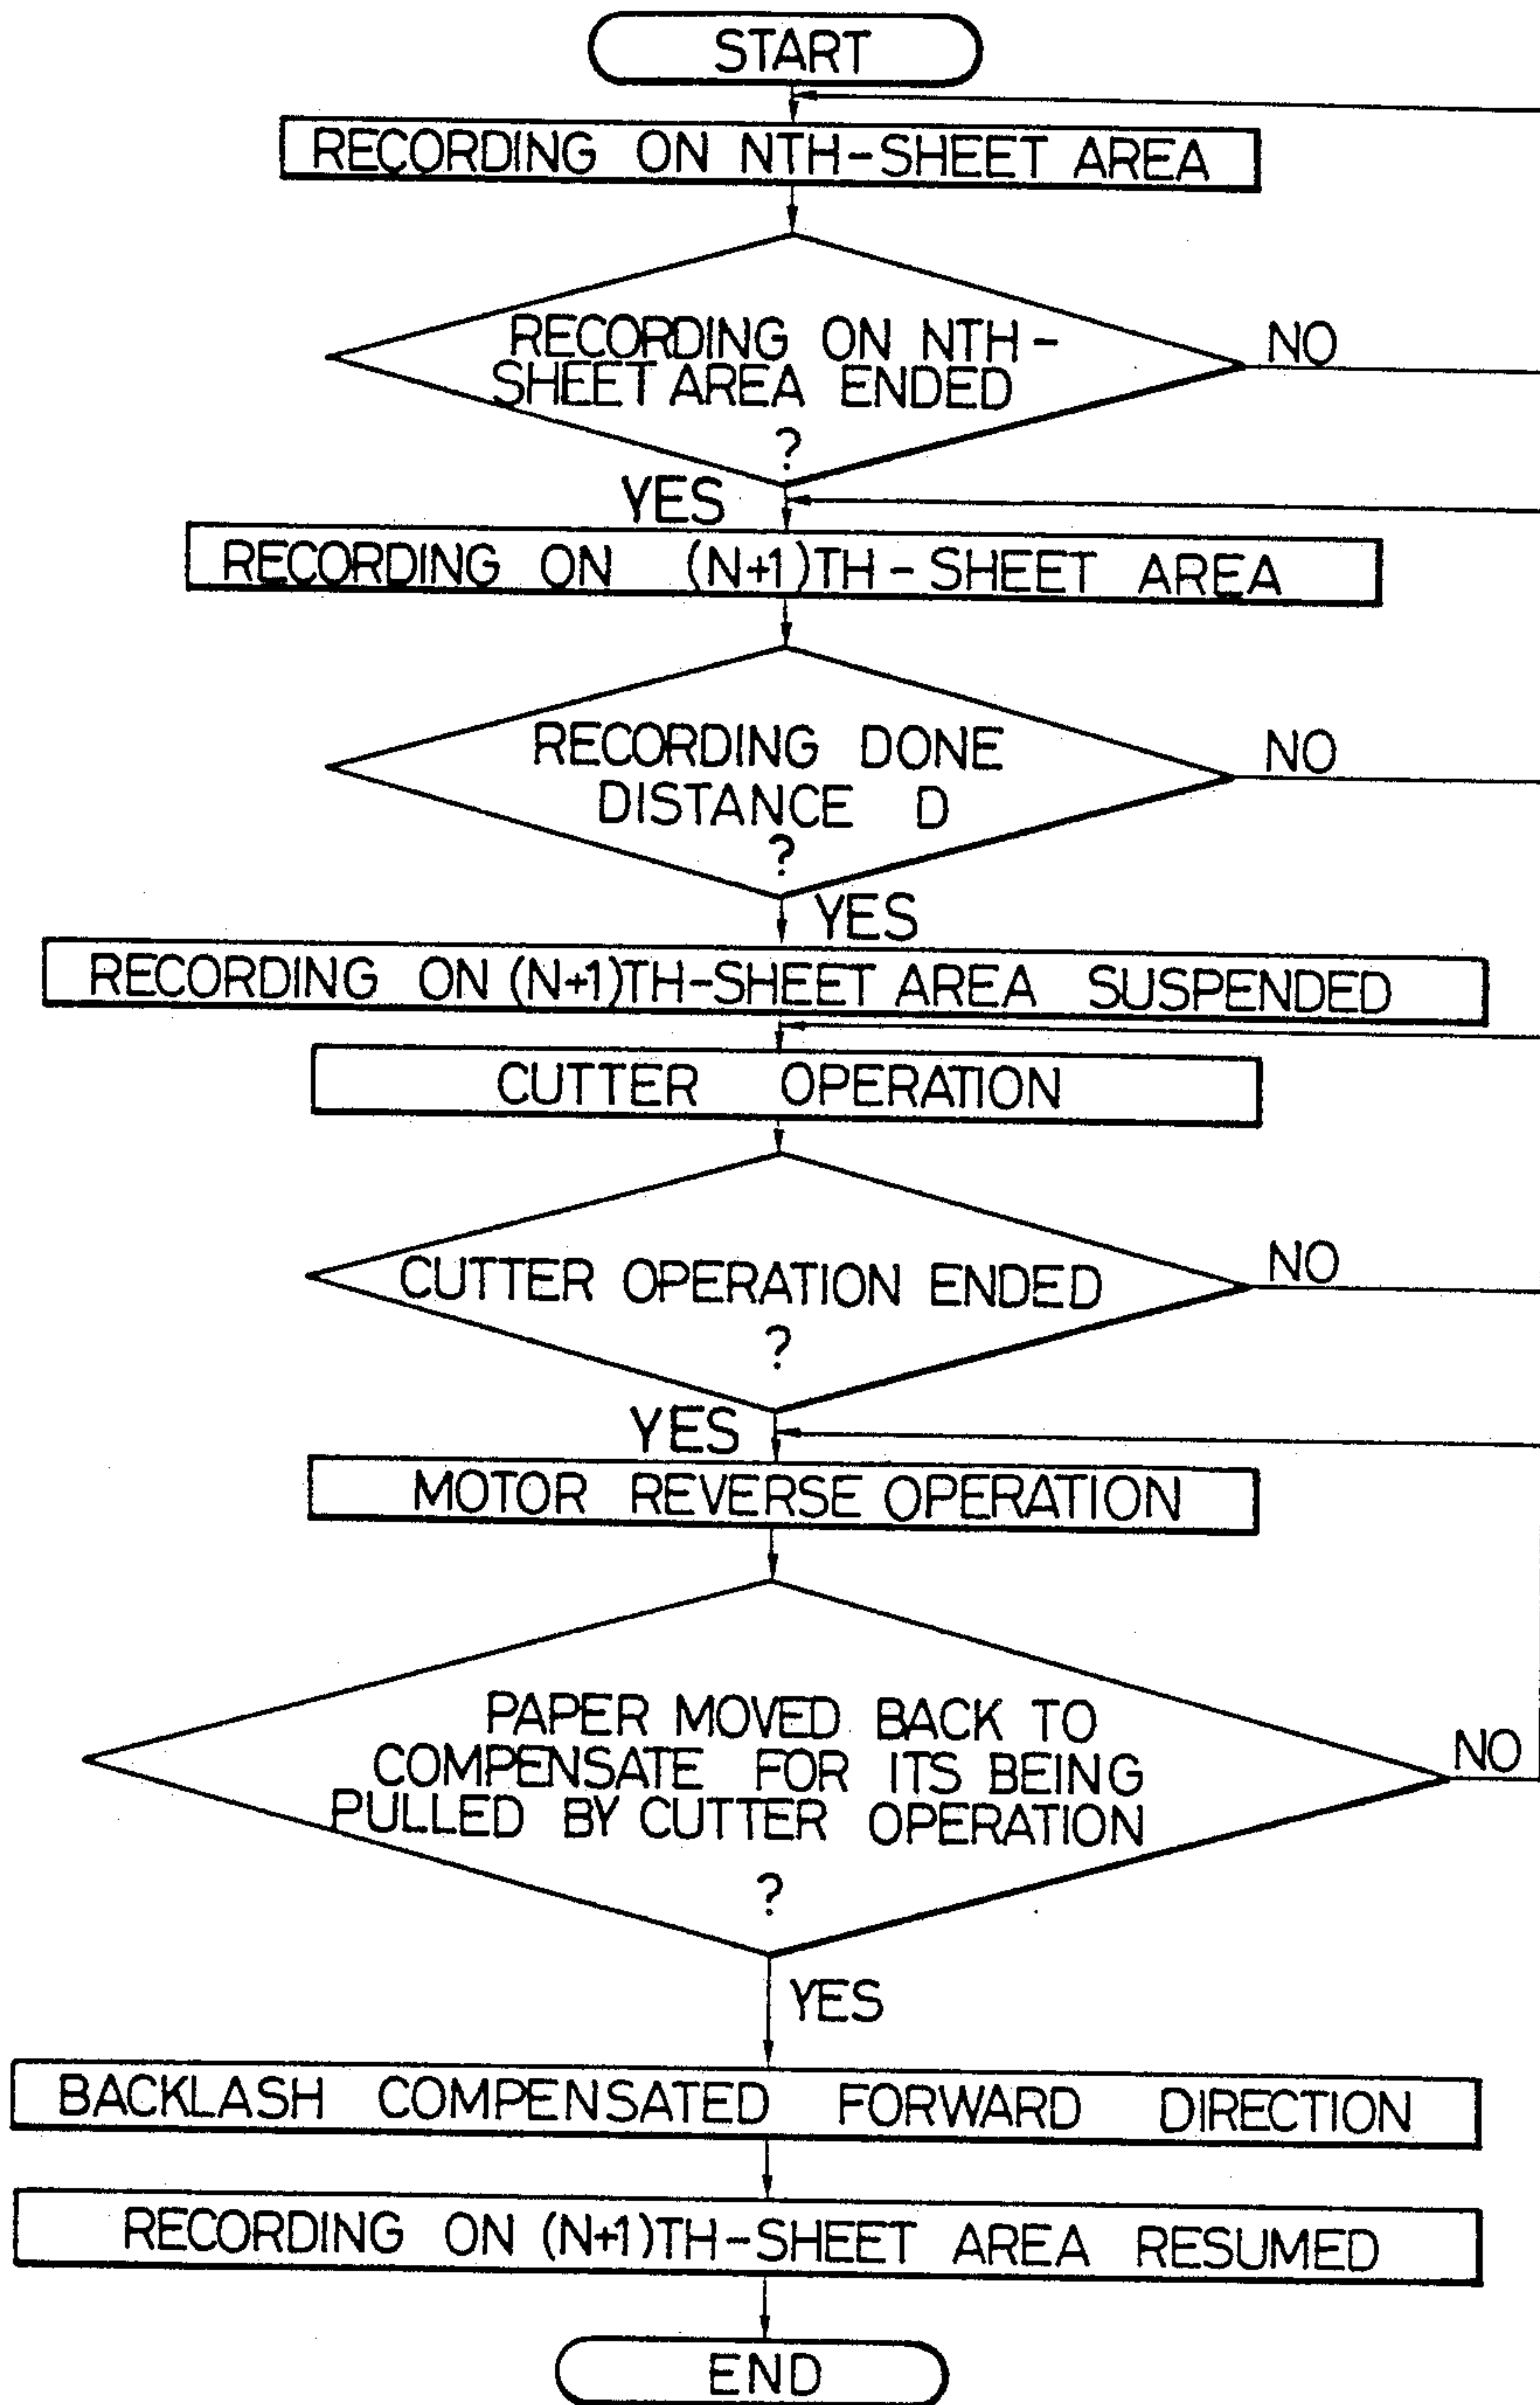 START
RECORDING ON NTH-SHEET AREA
RECORDING ON NTH-
SHEET AREA ENDED
?
NO
YES
RECORDING ON (N+1)TH-SHEET AREA
RECORDING DONE
DISTANCE D
?
NO
YES
RECORDING ON (N+1)TH-SHEET AREA SUSPENDED
CUTTER OPERATION
CUTTER OPERATION ENDED
?
NO
YES
MOTOR REVERSE OPERATION
PAPER MOVED BACK TO
COMPENSATE FOR ITS BEING
PULLED BY CUTTER OPERATION
?
NO
YES
BACKLASH COMPENSATED FORWARD DIRECTION
RECORDING ON (N+1)TH-SHEET AREA RESUMED
END